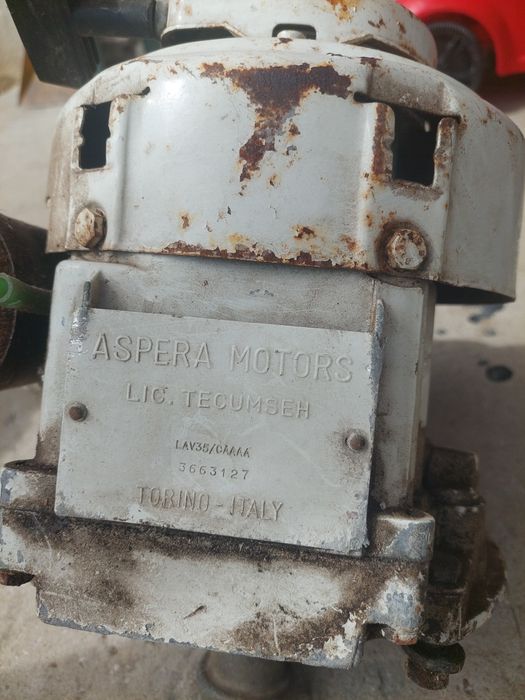 ASPERA MOTORS
LIC. TECUMSEH
LAV35/CAAAA
3663127
TORINO-ITALY